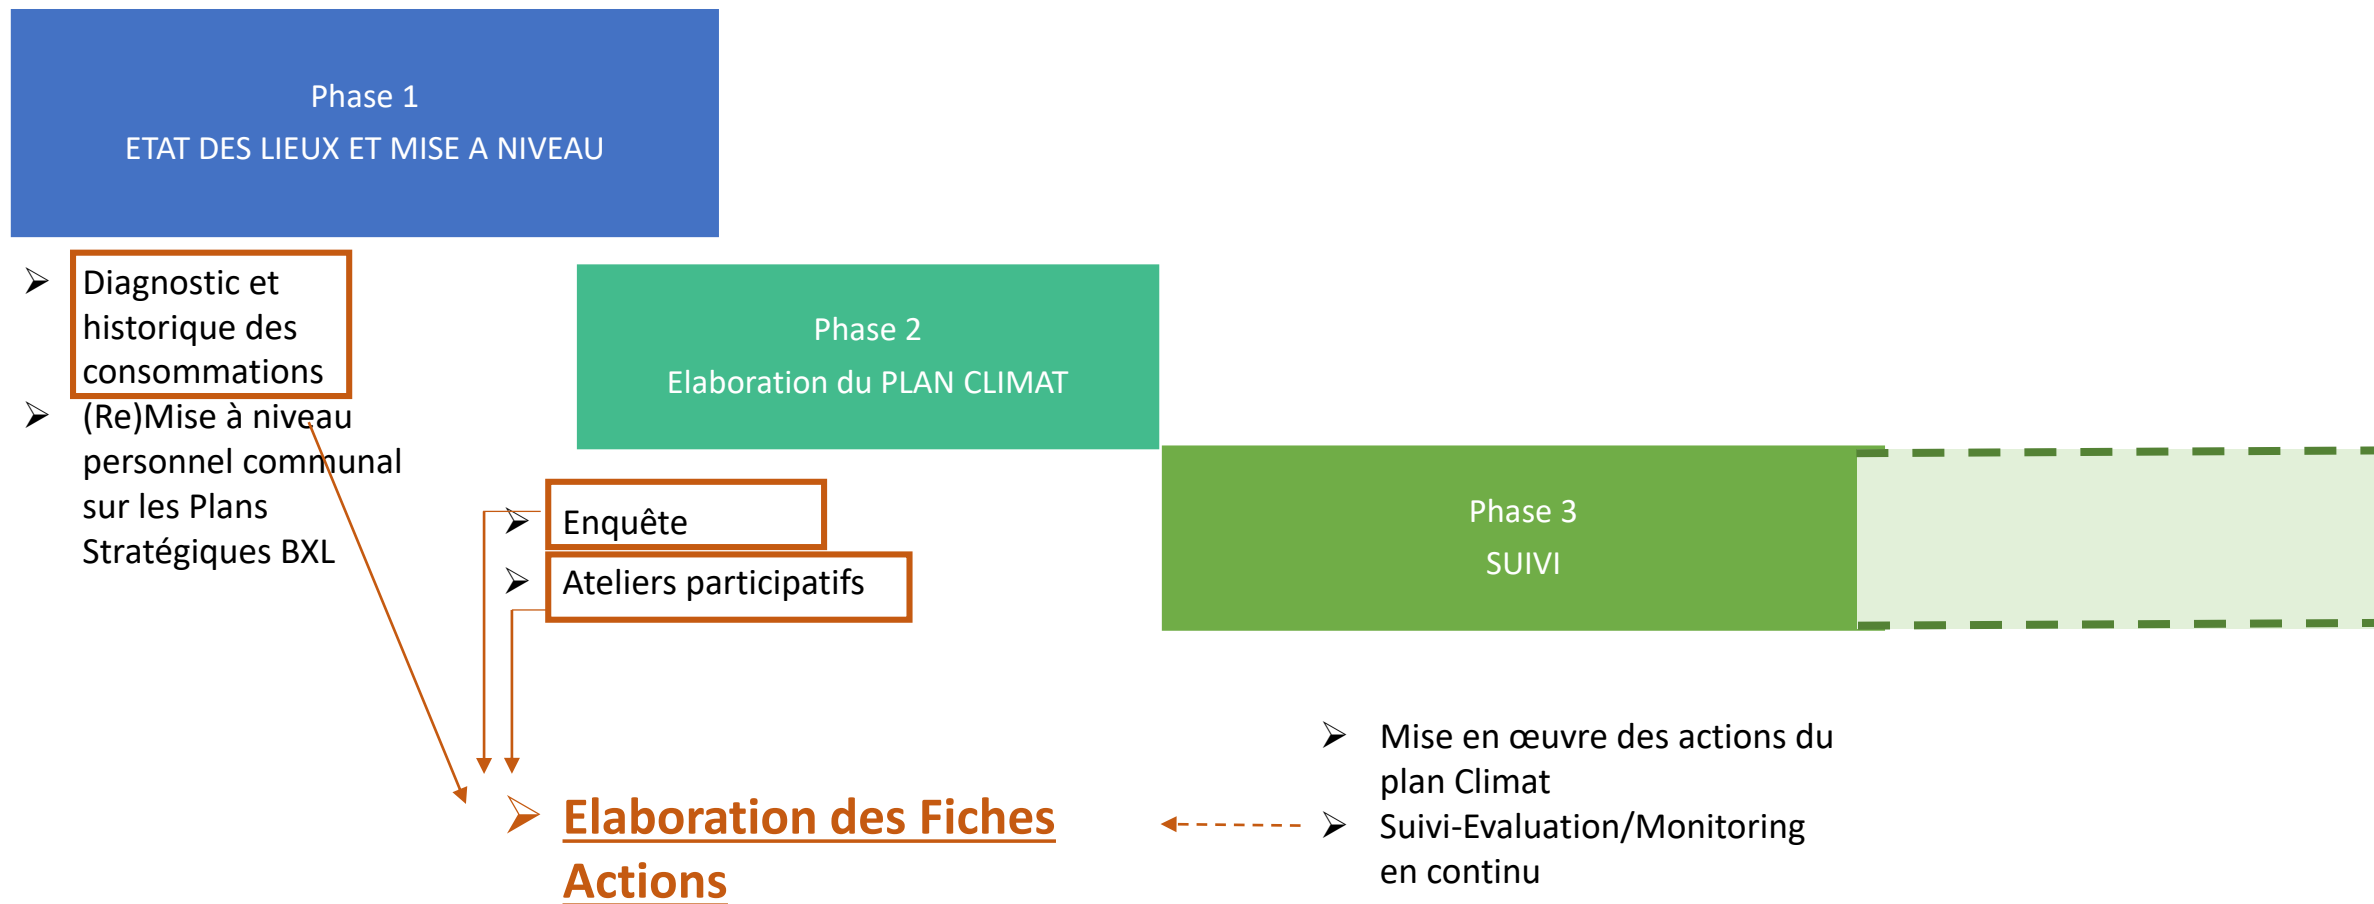 Phase 1
ETAT DES LIEUX ET MISE A NIVEAU
Diagnostic et
historique des
consommations
(Re)Mise à niveau
personnel communal
sur les Plans
Stratégiques BXL
Phase 2
Elaboration du PLAN CLIMAT
Enquête
Ateliers participatifs
Elaboration des Fiches
Actions
Phase 3
SUIVI
Mise en œuvre des actions du
plan Climat
Suivi-Evaluation/Monitoring
en continu